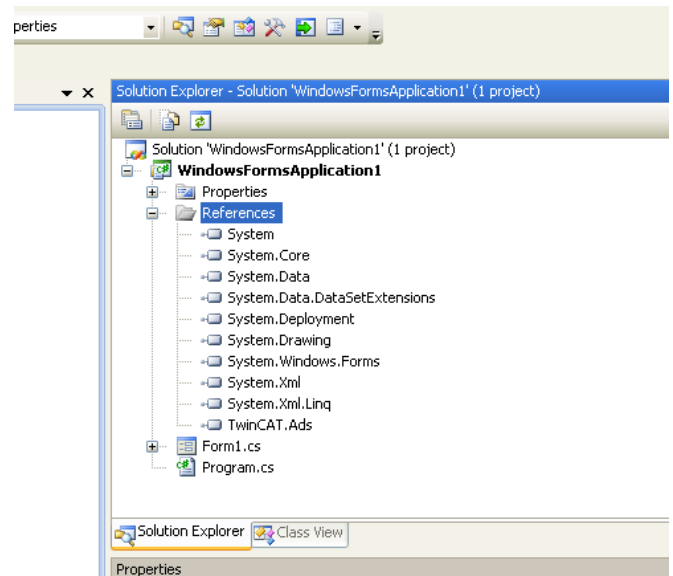 perties
Solution Explorer - Solution 'WindowsFormsApplication1' (1 project)
Solution 'WindowsFormsApplication1' (1 project)
WindowsFormsApplication1
Properties
References
System
System.Core
System.Data
System.Data.DataSetExtensions
System.Deployment
System.Drawing
System.Windows.Forms
System.Xml
System.Xml.Linq
TwinCAT.Ads
Form1.cs
Program.cs
Solution Explorer Class View
Properties